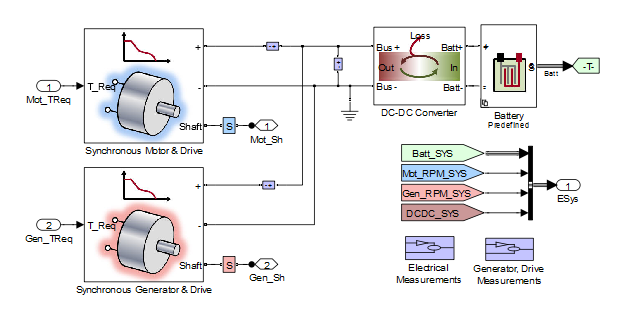 Loss
+
Bus +
Batt+
+
Out
In
S
Batt
-T-
1
T_Req
Mot_TReq
-
Bus -
Batt-
-
Shaft
S
1
DC-DC Converter
Battery
Predefined
Synchronous Motor & Drive
Mot_Sh
Batt_SYS
Mot_RPM_SYS
+
1
Gen_RPM_SYS
ESys
DCDC_SYS
2
T_Req
-
Gen_TReq
Shaft
S
2
Synchronous Generator & Drive
Gen_Sh
Electrical
Measurements
Generator, Drive
Measurements